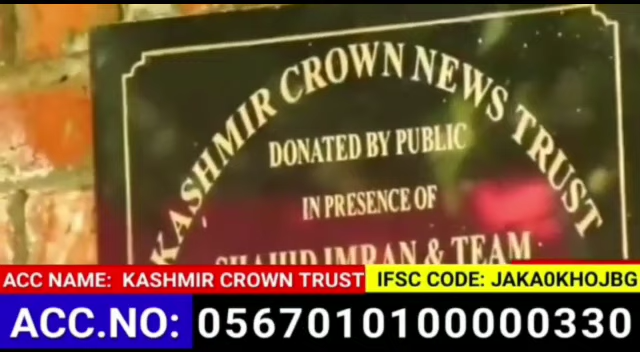 KASHMIR CROWN NEWS TRUST
DONATED BY PUBLIC
IN PRESENCE OF
SHAHID IMRAN & TEAM
ACC NAME: KASHMIR CROWN TRUST
IFSC CODE: JAKA0KHOJBG
ACC.NO: 0567010100000330